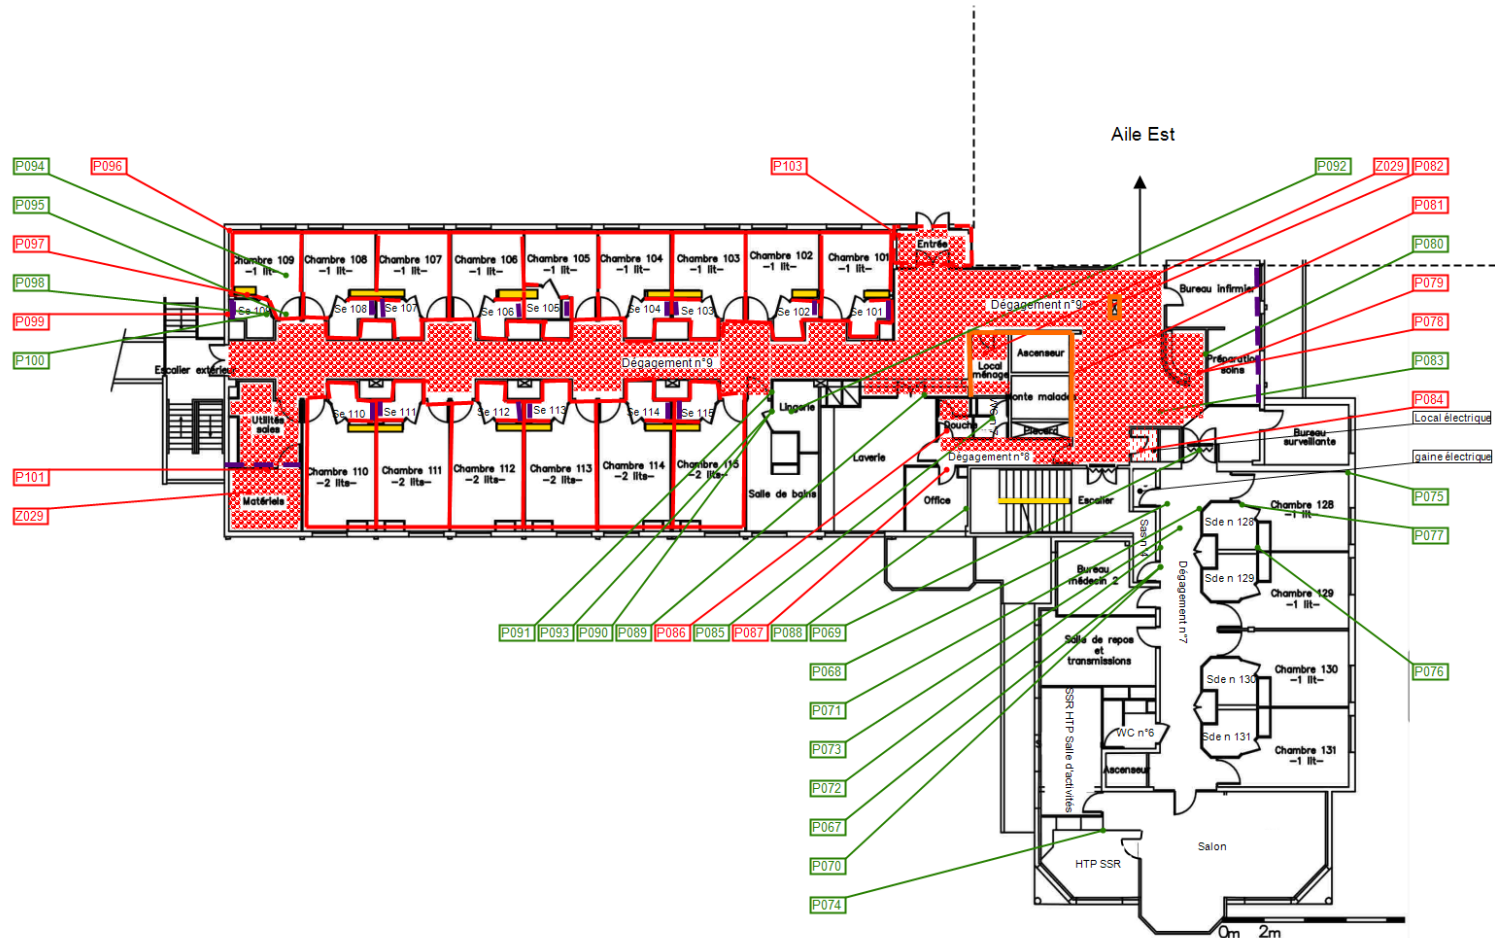 Aile Est
P094
P096
P103
P092
Z029
P082
P095
P081
P097
P080
P098
P079
P099
P078
P100
P083
P101
P084
Z029
Local électrique
gaine électrique
P075
P077
P076
Entrée
Chambre 109
-1 lit-
Chambre 108
-1 lit-
Chambre 107
-1 lit-
Chambre 106
-1 lit-
Chambre 105
-1 lit-
Chambre 104
-1 lit-
Chambre 103
-1 lit-
Chambre 102
-1 lit-
Chambre 101
-1 lit-
Bureau infirmier
Dégagement n°9
Se 109
Se 108
Se 107
Se 106
Se 105
Se 104
Se 103
Se 102
Se 101
Escalier extérieur
Dégagement n°9
Local
ménage
Ascenseur
Monte malades
Placard
Préparation
soins
Utilités
sales
Se 110
Se 111
Se 112
Se 113
Se 114
Se 115
Lingerie
Douche
WC n°
Dégagement n°8
Bureau
surveillante
Chambre 110
-2 lits-
Chambre 111
-2 lits-
Chambre 112
-2 lits-
Chambre 113
-2 lits-
Chambre 114
-2 lits-
Chambre 115
-2 lits-
Laverie
Matériels
Salle de bains
Office
Escalier
Sas n°4
Chambre 128
-1 lit-
Sde n 128
Bureau
médecin 2
Dégagement n°7
Sde n 129
Chambre 129
-1 lit-
P091
P093
P090
P089
P086
P085
P087
P088
P069
Salle de repos
et
transmissions
P068
Sde n 130
Chambre 130
-1 lit-
P071
SSR HTP Salle d'activités
WC n°6
Sde n 131
Chambre 131
-1 lit-
P073
Ascenseur
P072
P067
Salon
P070
HTP SSR
P074
0m 2m